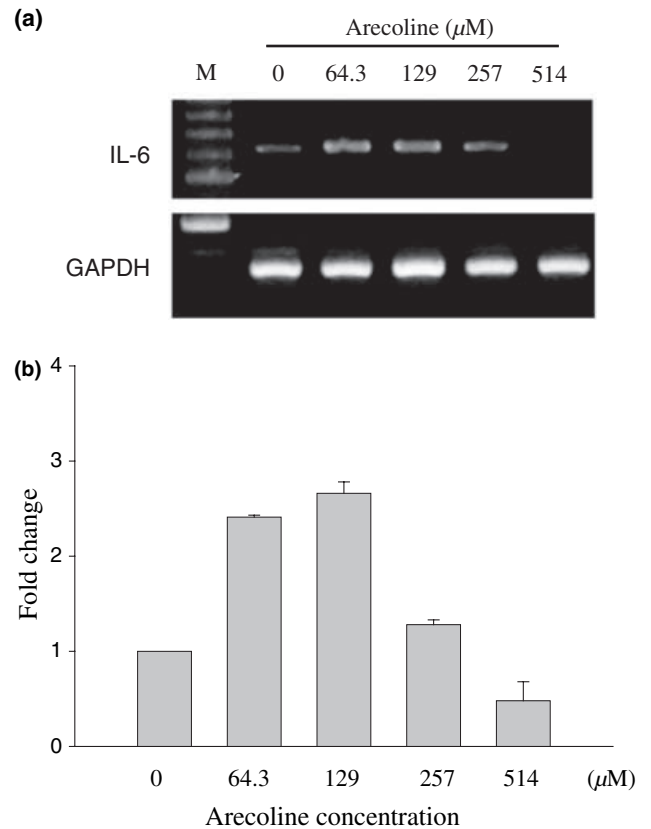 (a)
Arecoline (μM)
M 0 64.3 129 257 514
IL-6
GAPDH
(b)
4
3
2
1
0
Fold change
0 64.3 129 257 514 (μM)
Arecoline concentration